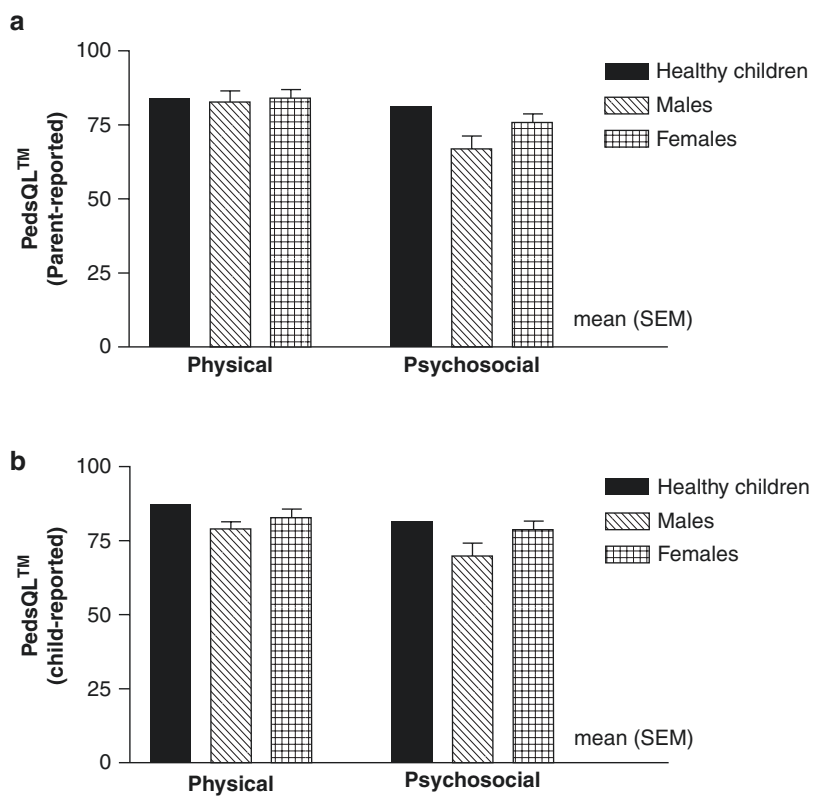 a
100
75
50
25
0
PedsQL™
(Parent-reported)
Healthy children
Males
Females
mean (SEM)
Physical
Psychosocial
b
100
75
50
25
0
PedsQL™
(child-reported)
Healthy children
Males
Females
mean (SEM)
Physical
Psychosocial